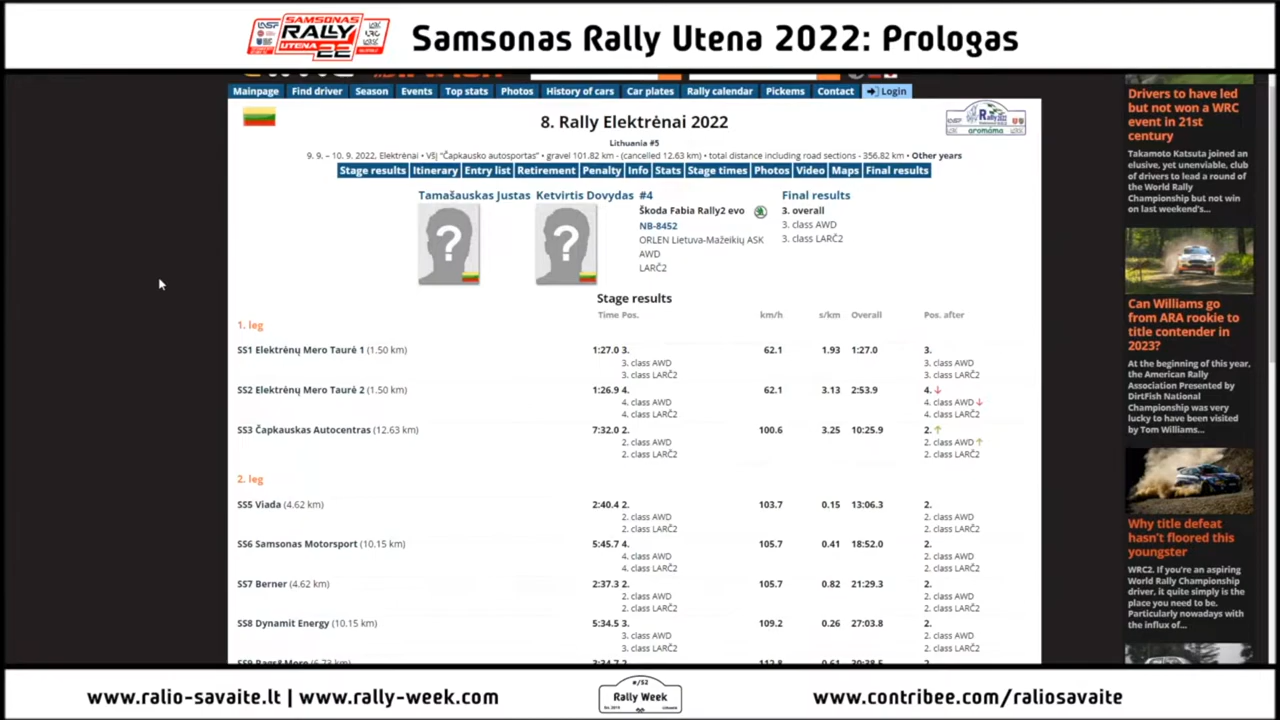 SAMSONAS
RALLY
UTENA 22
Samsonas Rally Utena 2022: Prologas
Mainpage Find driver Season Events Top stats Photos History of cars Car plates Rally calendar Pickems Contact Login
8. Rally Elektrėnai 2022
Lithuania #5
9. 9. – 10. 9. 2022, Elektrėnai • VšĮ "Čapkausko autosportas" • gravel 101.82 km - (cancelled 12.63 km) • total distance including road sections - 356.82 km • Other years
Rally
aromama
Stage results Itinerary Entry list Retirement Penalty Info Stats Stage times Photos Video Maps Final results
Tamašauskas Justas Ketvirtis Dovydas #4 Final results
Škoda Fabia Rally2 evo 3. overall
NB-8452 3. class AWD
ORLEN Lietuva-Mažeikių ASK 3. class LARČ2
AWD
LARČ2
Stage results
Time Pos. km/h s/km Overall Pos. after
1. leg
SS1 Elektrėnų Mero Taurė 1 (1.50 km) 1:27.0 3. 62.1 1.93 1:27.0 3.
3. class AWD 3. class AWD
3. class LARČ2 3. class LARČ2
SS2 Elektrėnų Mero Taurė 2 (1.50 km) 1:26.9 4. 62.1 3.13 2:53.9 4. ↓
4. class AWD 4. class AWD ↓
4. class LARČ2 4. class LARČ2
SS3 Čapkauskas Autocentras (12.63 km) 7:32.0 2. 100.6 3.25 10:25.9 2. ↑
2. class AWD 2. class AWD ↑
2. class LARČ2 2. class LARČ2
2. leg
SS5 Viada (4.62 km) 2:40.4 2. 103.7 0.15 13:06.3 2.
2. class AWD 2. class AWD
2. class LARČ2 2. class LARČ2
SS6 Samsonas Motorsport (10.15 km) 5:45.7 4. 105.7 0.41 18:52.0 2.
4. class AWD 2. class AWD
4. class LARČ2 2. class LARČ2
SS7 Berner (4.62 km) 2:37.3 2. 105.7 0.82 21:29.3 2.
2. class AWD 2. class AWD
2. class LARČ2 2. class LARČ2
SS8 Dynamit Energy (10.15 km) 5:34.5 3. 109.2 0.26 27:03.8 2.
3. class AWD 2. class AWD
3. class LARČ2 2. class LARČ2
Drivers to have led
but not won a WRC
event in 21st
century
Takamoto Katsuta joined an
elusive, yet unenviable, club
of drivers to lead a round of
the World Rally
Championship but not win
on last weekend's...
Can Williams go
from ARA rookie to
title contender in
2023?
At the beginning of this year,
the American Rally
Association Presented by
DirtFish National
Championship was very
lucky to have been visited
by Tom Williams...
Why title defeat
hasn't floored this
youngster
WRC2. If you're an aspiring
World Rally Championship
driver, it quite simply is the
place you need to be.
Particularly nowadays with
the influx of...
www.ralio-savaite.lt | www.rally-week.com
#/52
Rally Week
www.contribee.com/raliosavaite